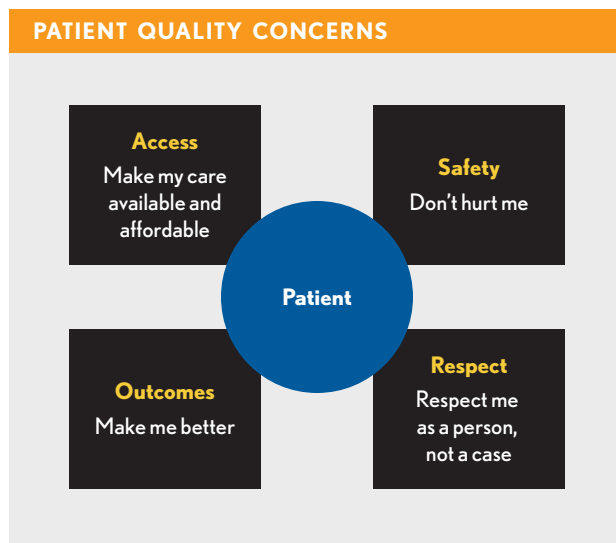 PATIENT QUALITY CONCERNS
Access
Make my care
available and
affordable
Safety
Don't hurt me
Patient
Outcomes
Make me better
Respect
Respect me
as a person,
not a case